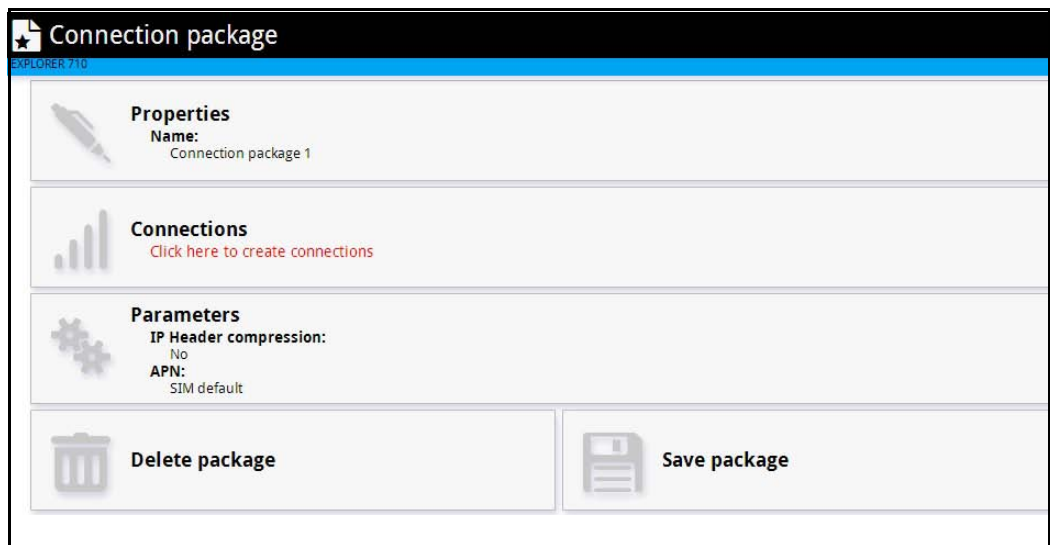 Connection package
EXPLORER 710
Properties
Name:
Connection package 1
Connections
Click here to create connections
Parameters
IP Header compression:
No
APN:
SIM default
Delete package
Save package